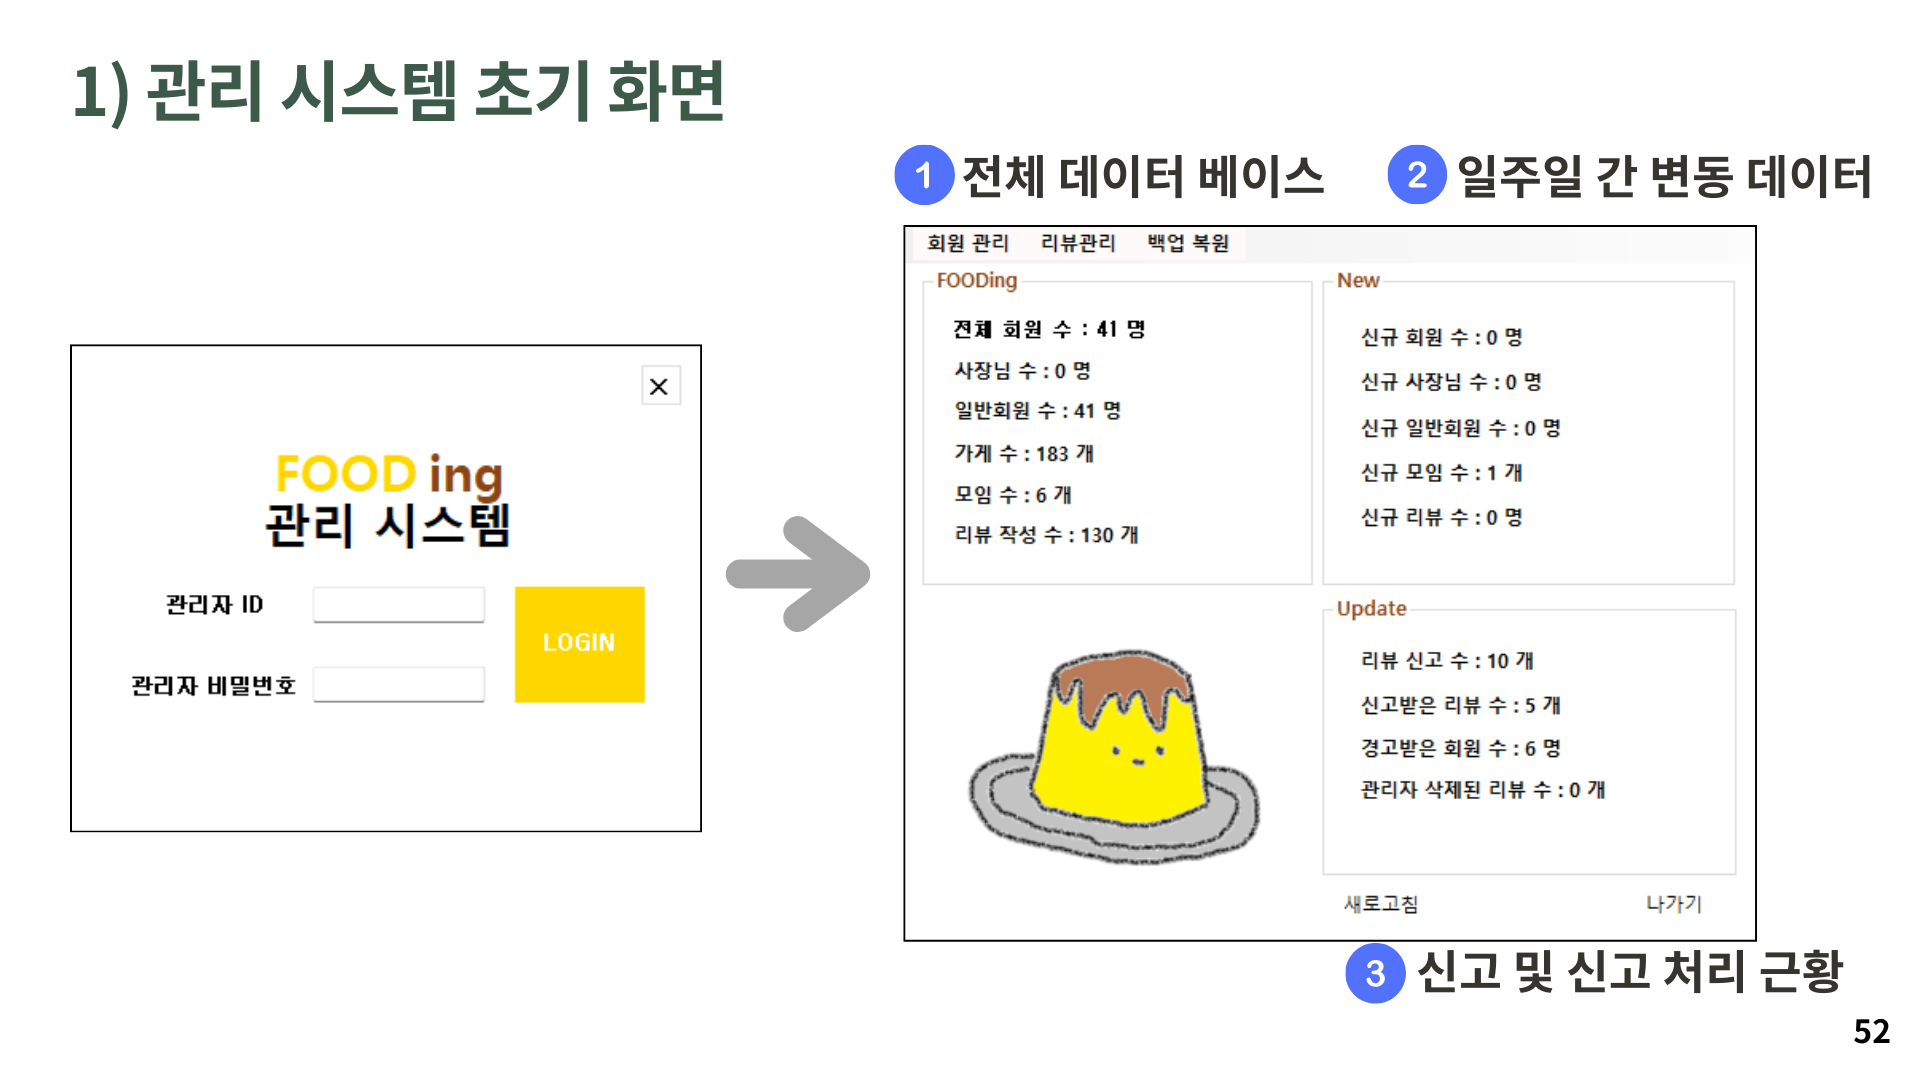 1) 관리 시스템 초기 화면
1 전체 데이터 베이스
2 일주일 간 변동 데이터
FOOD ing
관리 시스템
관리자 ID
관리자 비밀번호
LOGIN
회원 관리 리뷰관리 백업 복원
FOODing
전체 회원 수 : 41 명
사장님 수 : 0 명
일반회원 수 : 41 명
가게 수 : 183 개
모임 수 : 6 개
리뷰 작성 수 : 130 개
New
신규 회원 수 : 0 명
신규 사장님 수 : 0 명
신규 일반회원 수 : 0 명
신규 모임 수 : 1 개
신규 리뷰 수 : 0 명
Update
리뷰 신고 수 : 10 개
신고받은 리뷰 수 : 5 개
경고받은 회원 수 : 6 명
관리자 삭제된 리뷰 수 : 0 개
새로고침 나가기
3 신고 및 신고 처리 근황
52